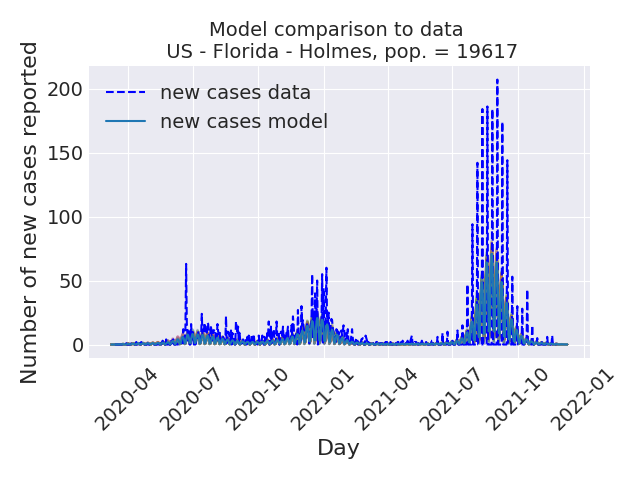 Model comparison to data
US - Florida - Holmes, pop. = 19617
Number of new cases reported
200
150
100
50
0
new cases data
new cases model
2020-04
2020-07
2020-10
2021-01
2021-04
2021-07
2021-10
2022-01
Day